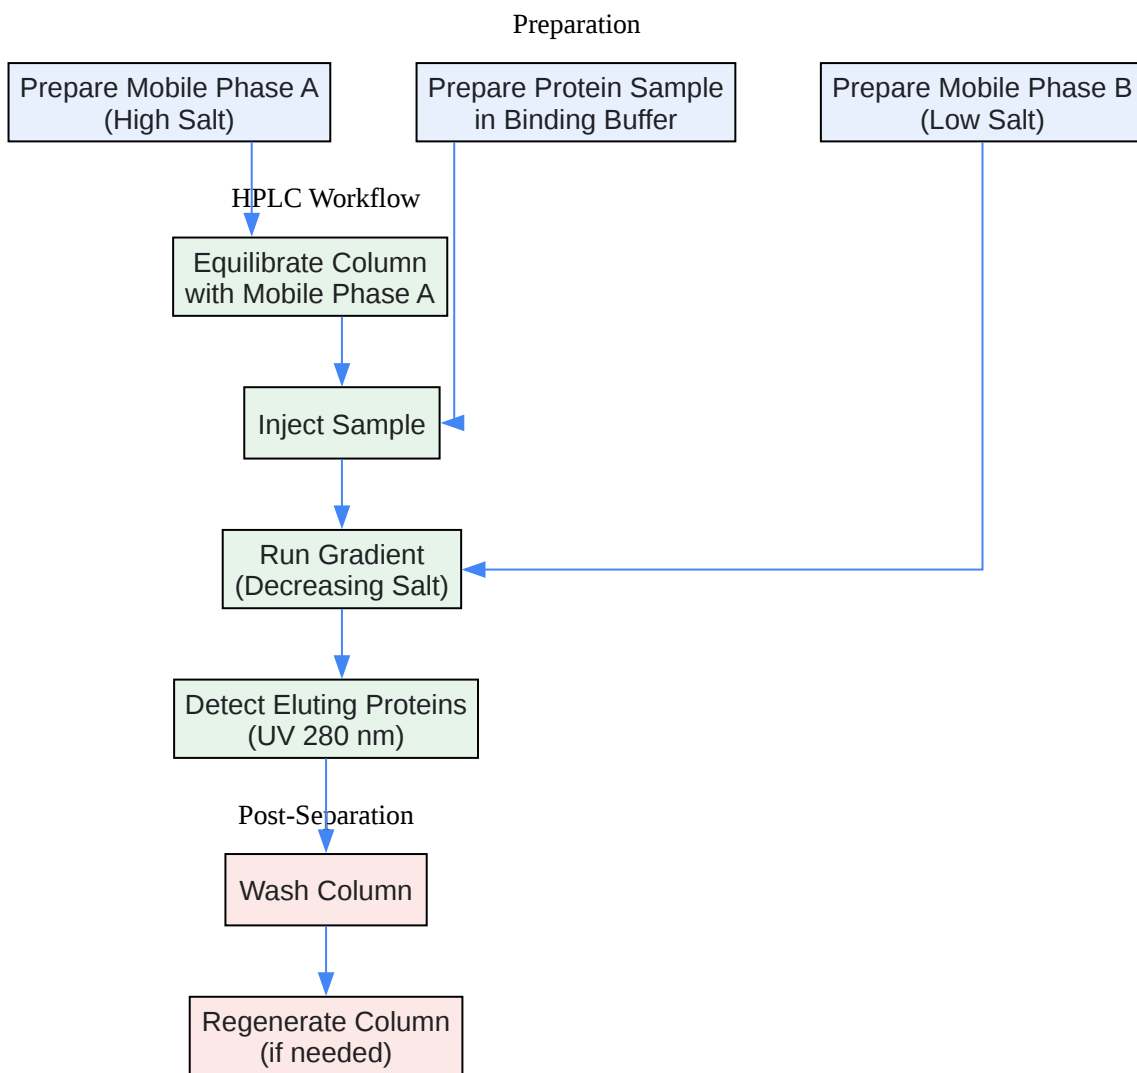 Preparation
Prepare Mobile Phase A
(High Salt)
Prepare Protein Sample
in Binding Buffer
Prepare Mobile Phase B
(Low Salt)
HPLC Workflow
Equilibrate Column
with Mobile Phase A
Inject Sample
Run Gradient
(Decreasing Salt)
Detect Eluting Proteins
(UV 280 nm)
Post-Separation
Wash Column
Regenerate Column
(if needed)